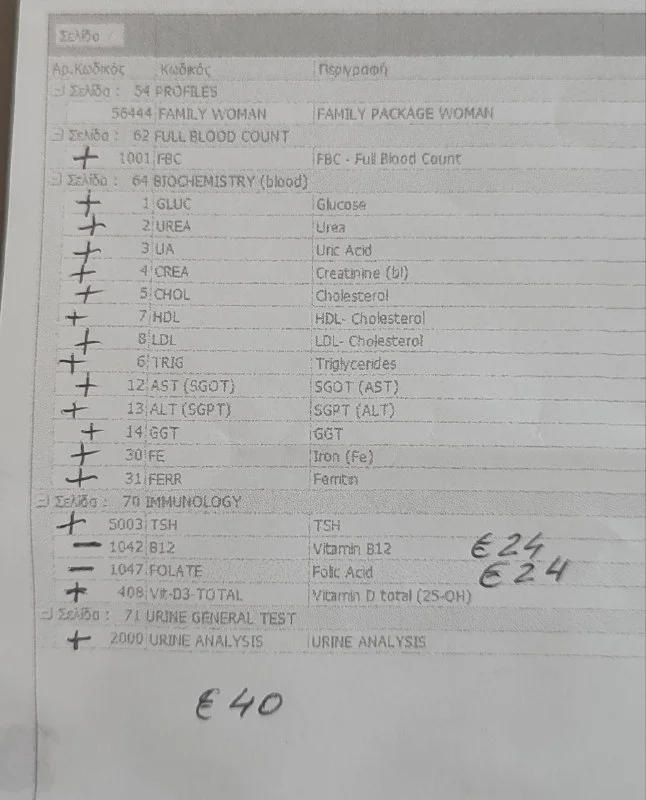 Σελίδα /
Αρ.Κωδικός Κωδικός Περιγραφή
Σελίδα : 54 PROFILES
56444 FAMILY WOMAN FAMILY PACKAGE WOMAN
Σελίδα : 62 FULL BLOOD COUNT
+ 1001 FBC FBC - Full Blood Count
Σελίδα : 64 BIOCHEMISTRY (blood)
+ 1 GLUC Glucose
+ 2 UREA Urea
+ 3 UA Uric Acid
+ 4 CREA Creatinine (bl)
+ 5 CHOL Cholesterol
+ 7 HDL HDL- Cholesterol
+ 8 LDL LDL- Cholesterol
+ 6 TRIG Triglycerides
+ 12 AST (SGOT) SGOT (AST)
+ 13 ALT (SGPT) SGPT (ALT)
+ 14 GGT GGT
+ 30 FE Iron (Fe)
+ 31 FERR Ferritin
Σελίδα : 70 IMMUNOLOGY
+ 5003 TSH TSH
- 1042 B12 Vitamin B12 €24
- 1047 FOLATE Folic Acid €24
+ 408 Vit-D3-TOTAL Vitamin D total (25-OH)
Σελίδα : 71 URINE GENERAL TEST
+ 2000 URINE ANALYSIS URINE ANALYSIS
€40